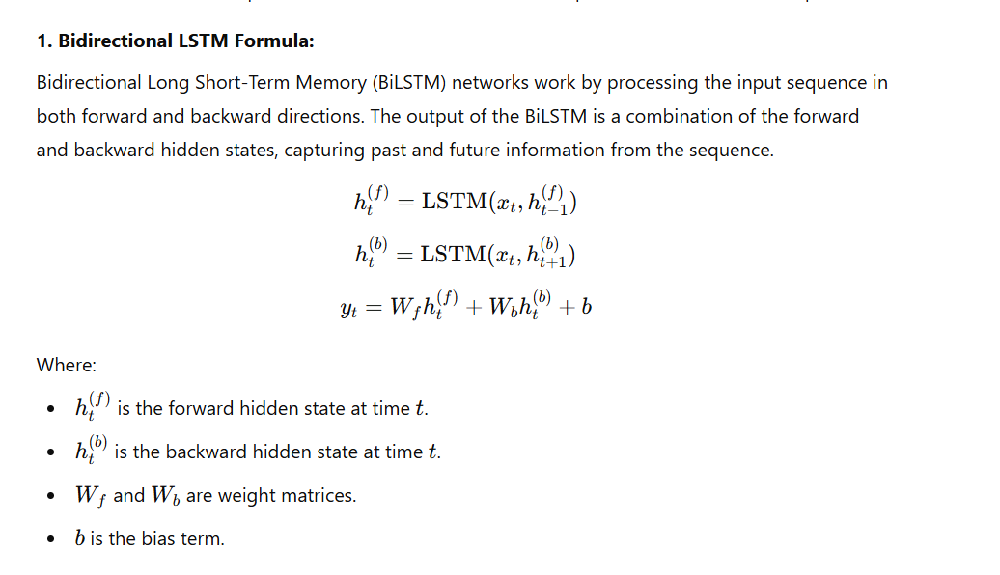 1. Bidirectional LSTM Formula:
Bidirectional Long Short-Term Memory (BiLSTM) networks work by processing the input sequence in
both forward and backward directions. The output of the BiLSTM is a combination of the forward
and backward hidden states, capturing past and future information from the sequence.
$h_t^{(f)} = \mathrm{LSTM}(x_t, h_{t-1}^{(f)})$
$h_t^{(b)} = \mathrm{LSTM}(x_t, h_{t+1}^{(b)})$
$y_t = W_f h_t^{(f)} + W_b h_t^{(b)} + b$
Where:
• $h_t^{(f)}$ is the forward hidden state at time $t$.
• $h_t^{(b)}$ is the backward hidden state at time $t$.
• $W_f$ and $W_b$ are weight matrices.
• $b$ is the bias term.